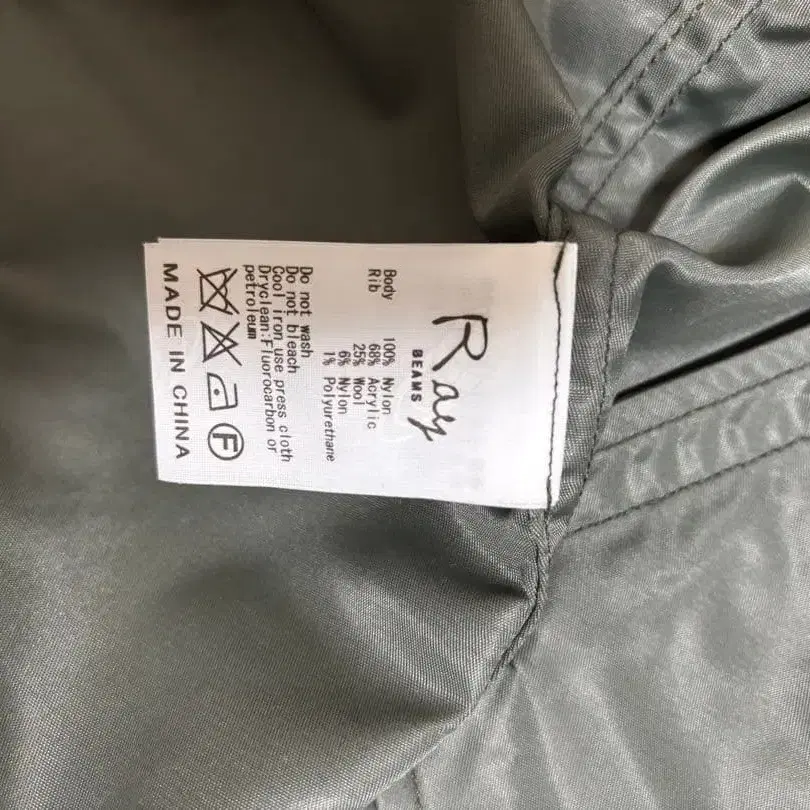 Ray
BEAMS
Body 100% Nylon
Rib 68% Acrylic
25% Wool
6% Nylon
1% Polyurethane
Do not wash
Do not bleach
Cool iron use press cloth
Dryclean:Fluorocarbon or
petroleum
F
MADE IN CHINA